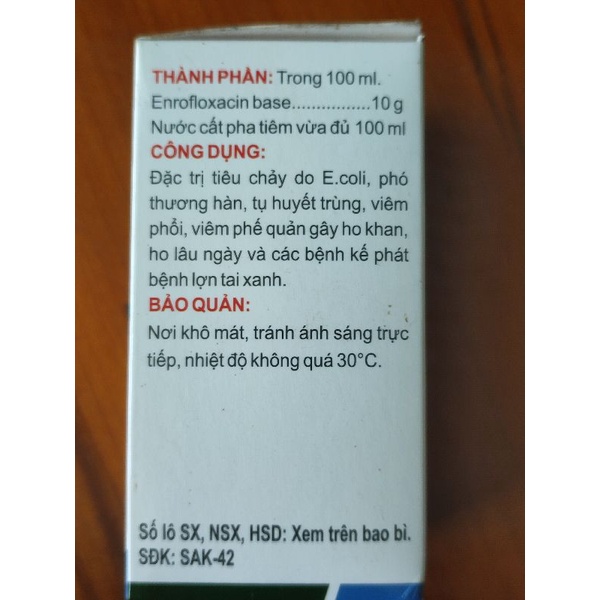 THÀNH PHẦN: Trong 100 ml.
Enrofloxacin base.................10 g
Nước cất pha tiêm vừa đủ 100 ml
CÔNG DỤNG:
Đặc trị tiêu chảy do E.coli, phó
thương hàn, tụ huyết trùng, viêm
phổi, viêm phế quản gây ho khan,
ho lâu ngày và các bệnh kế phát
bệnh lợn tai xanh.
BẢO QUẢN:
Nơi khô mát, tránh ánh sáng trực
tiếp, nhiệt độ không quá 30°C.
Số lô SX, NSX, HSD: Xem trên bao bì.
SĐK: SAK-42